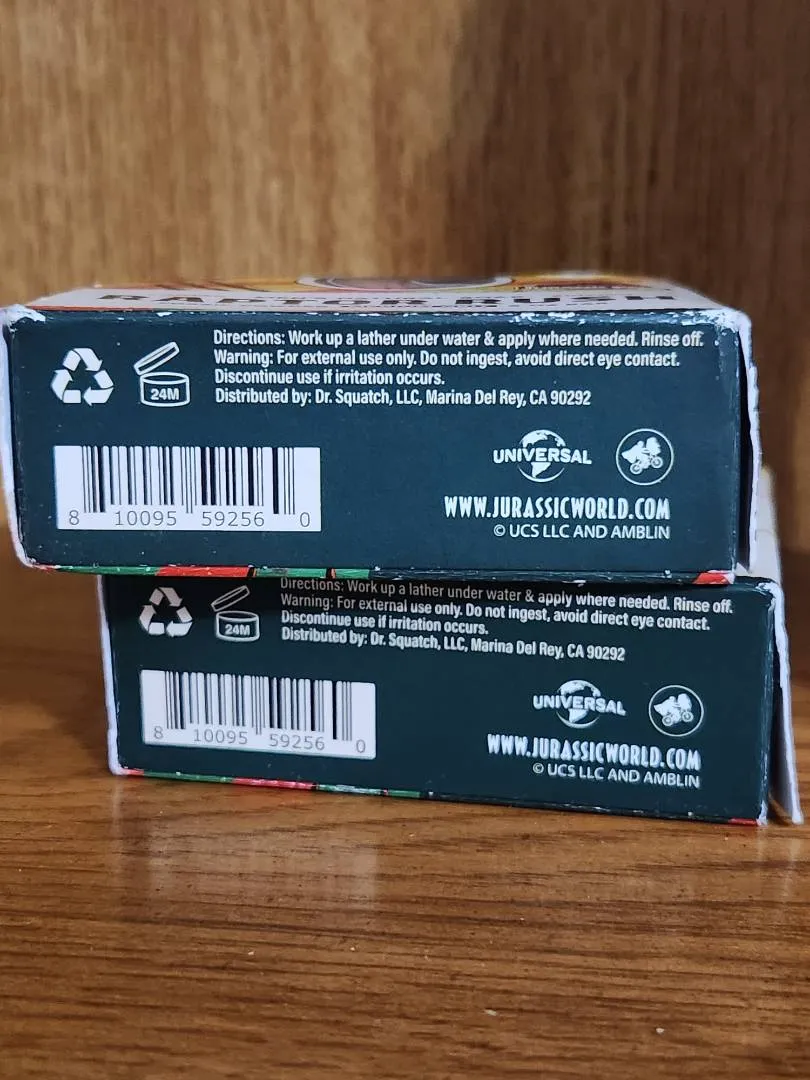 RAPTOR RUSH
Directions: Work up a lather under water & apply where needed. Rinse off.
Warning: For external use only. Do not ingest, avoid direct eye contact.
Discontinue use if irritation occurs.
Distributed by: Dr. Squatch, LLC, Marina Del Rey, CA 90292
24M
UNIVERSAL
8 10095 59256 0
WWW.JURASSICWORLD.COM
© UCS LLC AND AMBLIN
Directions: Work up a lather under water & apply where needed. Rinse off.
Warning: For external use only. Do not ingest, avoid direct eye contact.
Discontinue use if irritation occurs.
Distributed by: Dr. Squatch, LLC, Marina Del Rey, CA 90292
24M
UNIVERSAL
8 10095 59256 0
WWW.JURASSICWORLD.COM
© UCS LLC AND AMBLIN